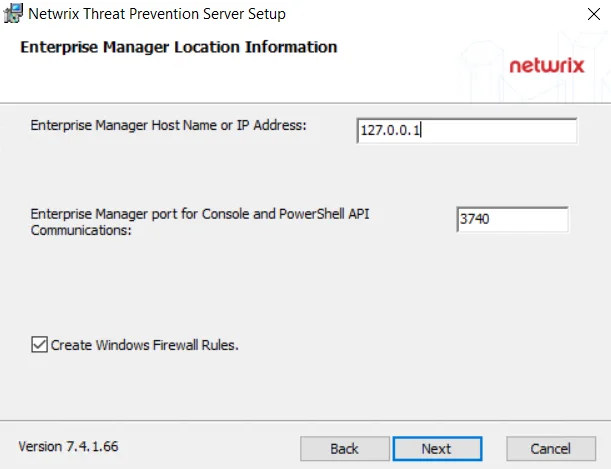 Netwrix Threat Prevention Server Setup
Enterprise Manager Location Information
netwrix
Enterprise Manager Host Name or IP Address:
127.0.0.1
Enterprise Manager port for Console and PowerShell API
Communications:
3740
Create Windows Firewall Rules.
Version 7.4.1.66
Back
Next
Cancel